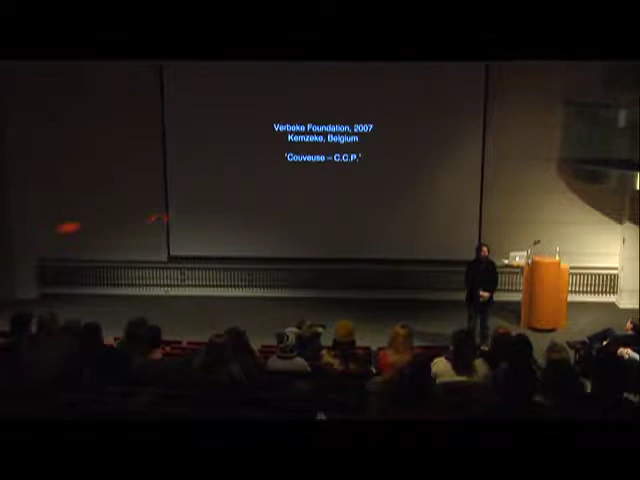 Verbeke Foundation, 2007
Kemzeke, Belgium
'Couveuse – C.C.P.'